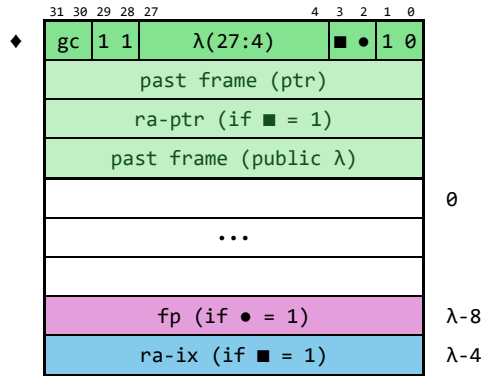 31 30 29 28 27 4 3 2 1 0
♦ gc 1 1 λ(27:4) ■ ● 1 0
past frame (ptr)
ra-ptr (if ■ = 1)
past frame (public λ)
0
...
fp (if ● = 1) λ-8
ra-ix (if ■ = 1) λ-4